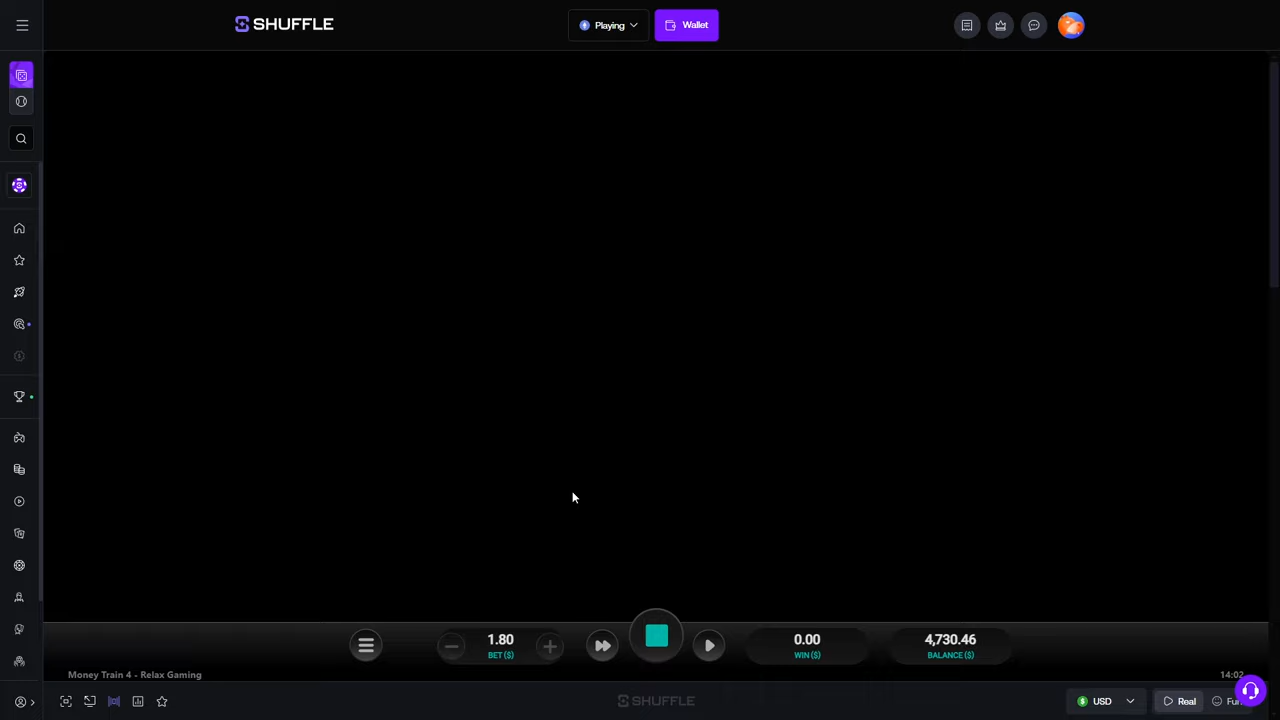 SHUFFLE
Playing
Wallet
1.80
BET ($)
0.00
WIN ($)
4,730.46
BALANCE ($)
Money Train 4 - Relax Gaming
14:02
SHUFFLE
USD
Real